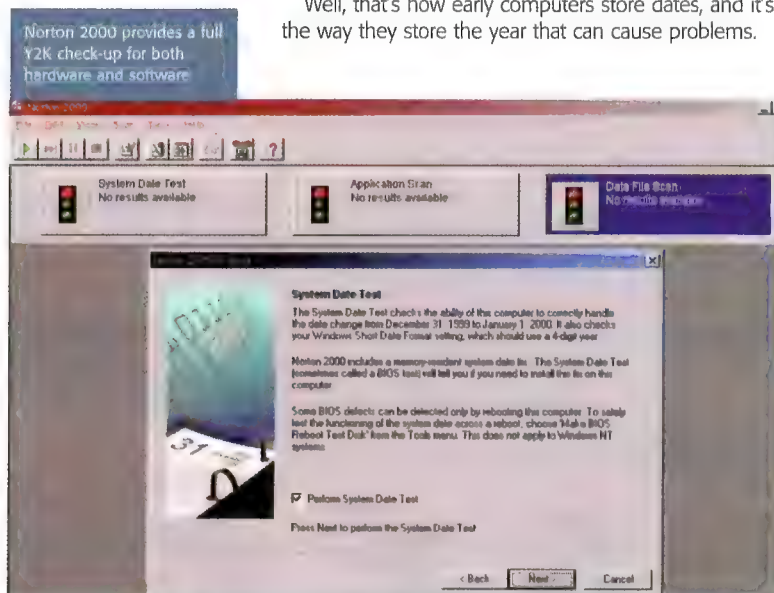 Well, that's how early computers store dates, and it's
the way they store the year that can cause problems.
Norton 2000 provides a full
Y2K check-up for both
hardware and software
Norton 2000
System Date Test
No results available
Application Scan
No results available
Data File Scan
No results available
System Date Test
The System Date Test checks the ability of this computer to correctly handle
the date change from December 31, 1999 to January 1, 2000. It also checks
your Windows Short Date Format setting, which should use a 4-digit year
Norton 2000 includes a memory-resident system date fix. The System Date Test
(sometimes called a BIOS test) will tell you if you need to install this fix on this
computer
Some BIOS defects can be detected only by rebooting this computer. To safely
test the functioning of the system date across a reboot, choose 'Make BIOS
Reboot Test Disk' from the Tools menu. This does not apply to Windows NT
systems
31
Perform System Date Test
Press Next to perform the System Date Test
< Back
Next >
Cancel